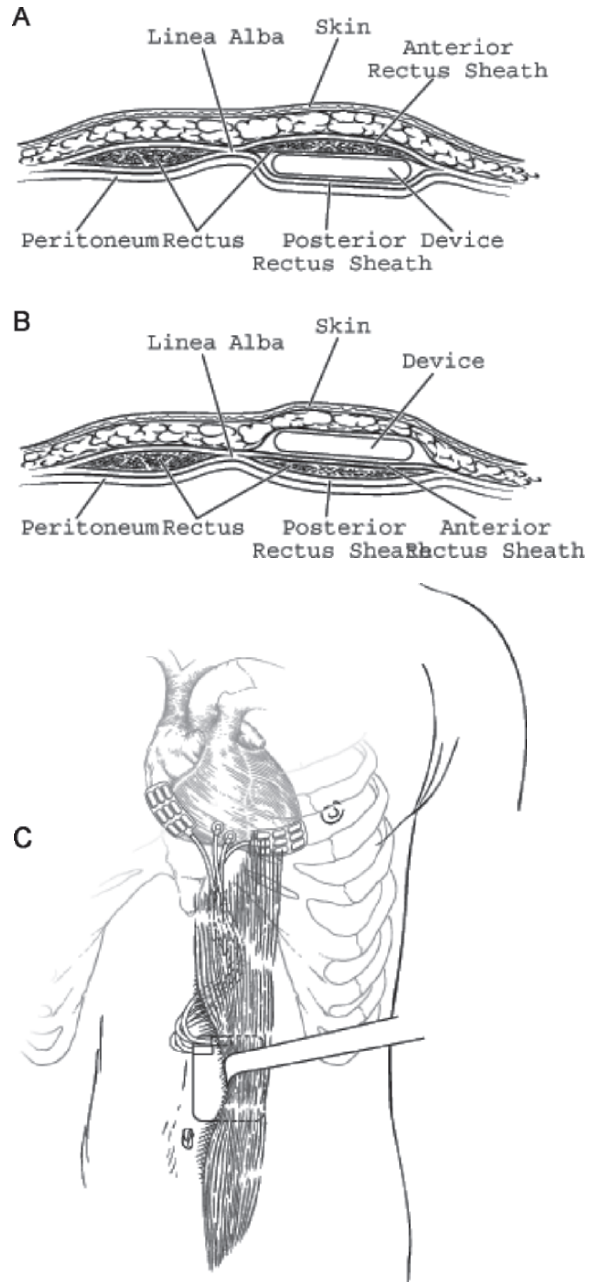 A
Linea Alba
Skin
Anterior
Rectus Sheath
Peritoneum
Rectus
Posterior
Rectus Sheath
Device
B
Linea Alba
Skin
Device
Peritoneum
Rectus
Posterior
Rectus Sheath
Anterior
Rectus Sheath
C